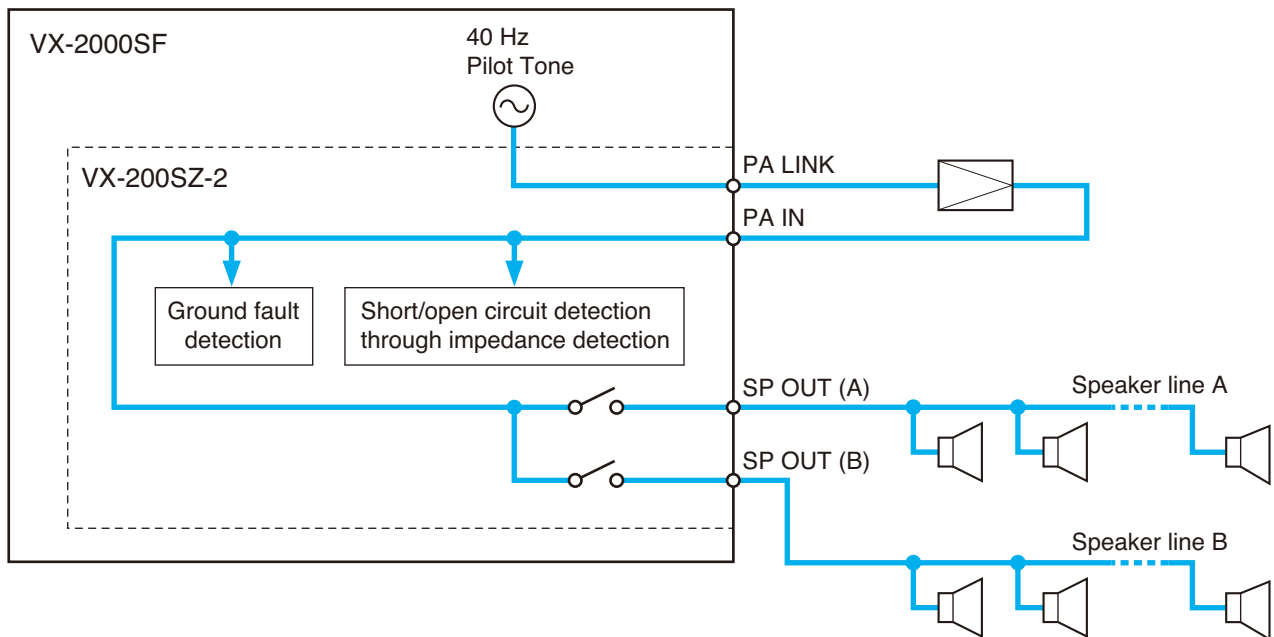 VX-2000SF
40 Hz
Pilot Tone
VX-200SZ-2
PA LINK
PA IN
Ground fault
detection
Short/open circuit detection
through impedance detection
SP OUT (A)
Speaker line A
SP OUT (B)
Speaker line B